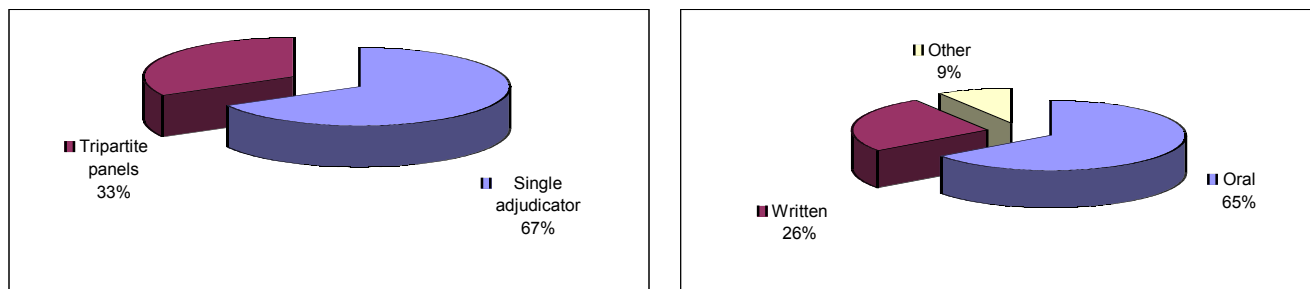 Tripartite
panels
33%
Single
adjudicator
67%
Other
9%
Written
26%
Oral
65%